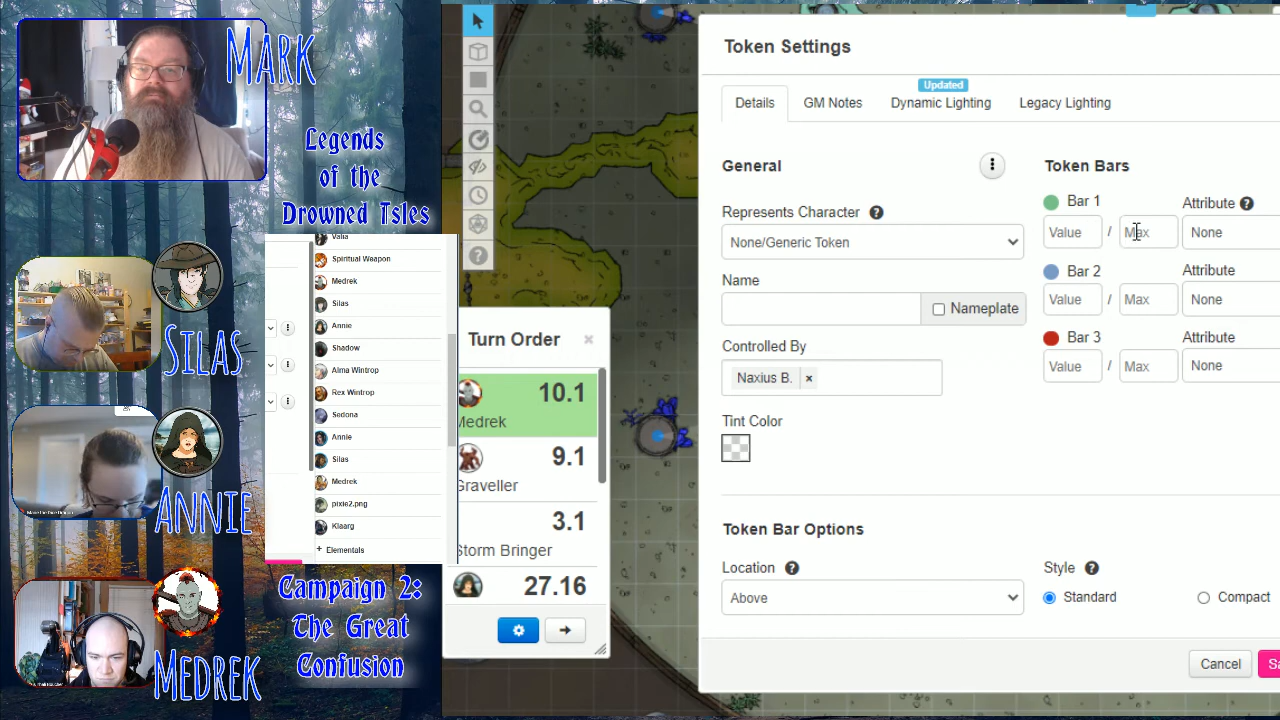 MARK
Legends
of the
Drowned Isles
SILAS
ANNIE
MEDREK
Campaign 2:
The Great
Confusion
Valia
Spiritual Weapon
Medrek
Silas
Annie
Shadow
Alma Wintrop
Rex Wintrop
Sedona
Annie
Silas
Medrek
pixie2.png
Klaarg
+ Elementals
Turn Order ×
10.1
Medrek
9.1
Graveller
3.1
Storm Bringer
27.16
Token Settings
Updated
Details GM Notes Dynamic Lighting Legacy Lighting
General
Represents Character ?
None/Generic Token
Name
Nameplate
Controlled By
Naxius B. ×
Tint Color
Token Bars
Bar 1 Attribute ?
Value / Max None
Bar 2 Attribute
Value / Max None
Bar 3 Attribute
Value / Max None
Token Bar Options
Location ? Style ?
Above Standard Compact
Cancel Sa